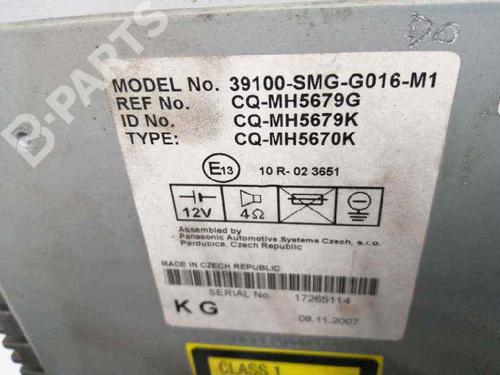 DO
MODEL No. 39100-SMG-G016-M1
REF No. CQ-MH5679G
ID No. CQ-MH5679K
TYPE: CQ-MH5670K
E13 10 R- 02 3651
12V 4Ω
Assembled by
Panasonic Automotive Systems Czech, s.r.o.
Pardubice, Czech Republic
MADE IN CZECH REPUBLIC
SERIAL No. 17265114
KG 08.11.2007
CLASS 1